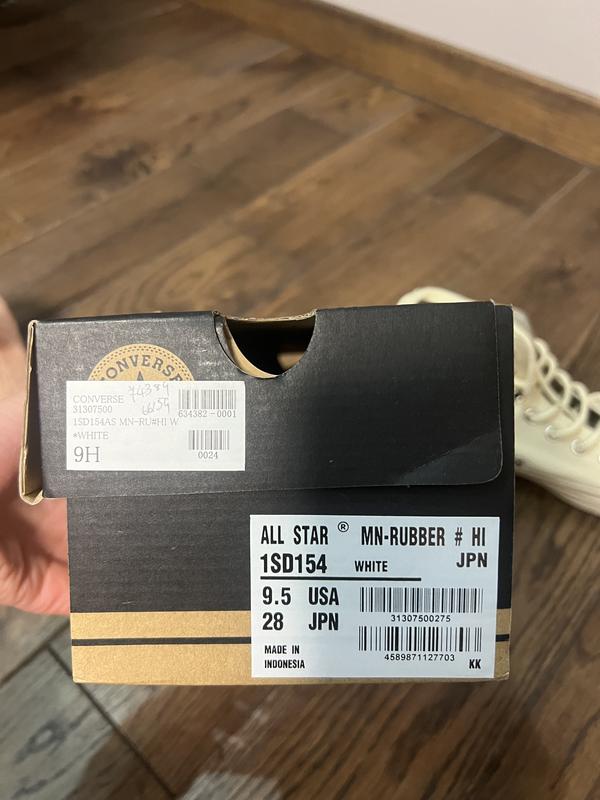 CONVERSE
CONVERSE
31307500
634382-0001
1SD154AS MN-RU#HI W
*WHITE
9H
0024
ALL STAR ® MN-RUBBER # HI
1SD154 WHITE JPN
9.5 USA
28 JPN
31307500275
MADE IN
INDONESIA
4589871127703
KK